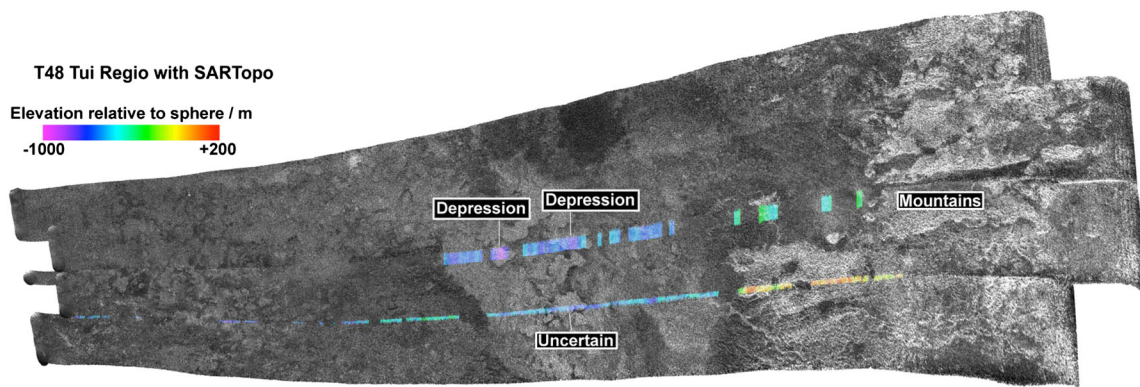 T48 Tui Regio with SARTopo
Elevation relative to sphere / m
-1000 +200
Depression
Depression
Mountains
Uncertain